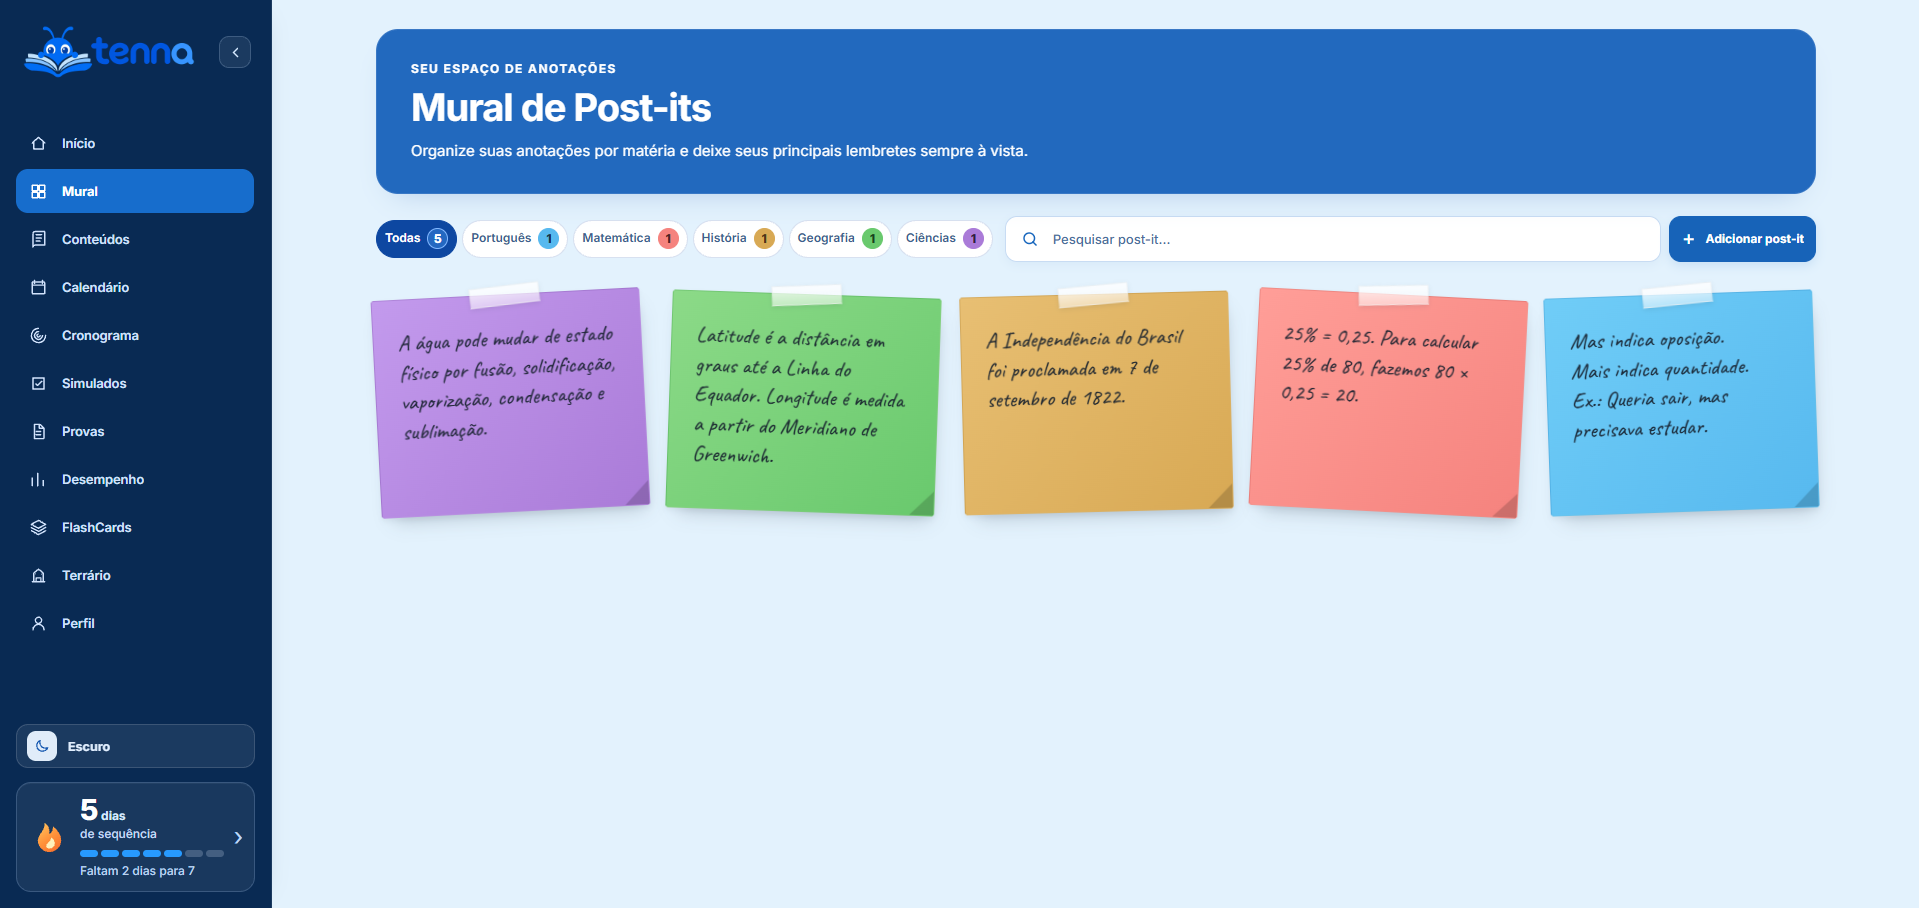 tenna
Início
Mural
Conteúdos
Calendário
Cronograma
Simulados
Provas
Desempenho
FlashCards
Terrário
Perfil
Escuro
5 dias
de sequência
Faltam 2 dias para 7
SEU ESPAÇO DE ANOTAÇÕES
Mural de Post-its
Organize suas anotações por matéria e deixe seus principais lembretes sempre à vista.
Todas 5
Português 1
Matemática 1
História 1
Geografia 1
Ciências 1
Pesquisar post-it...
+ Adicionar post-it
A água pode mudar de estado
físico por fusão, solidificação,
vaporização, condensação e
sublimação.
Latitude é a distância em
graus até a Linha do
Equador. Longitude é medida
a partir do Meridiano de
Greenwich.
A Independência do Brasil
foi proclamada em 7 de
setembro de 1822.
25% = 0,25. Para calcular
25% de 80, fazemos 80 ×
0,25 = 20.
Mas indica oposição.
Mais indica quantidade.
Ex.: Queria sair, mas
precisava estudar.